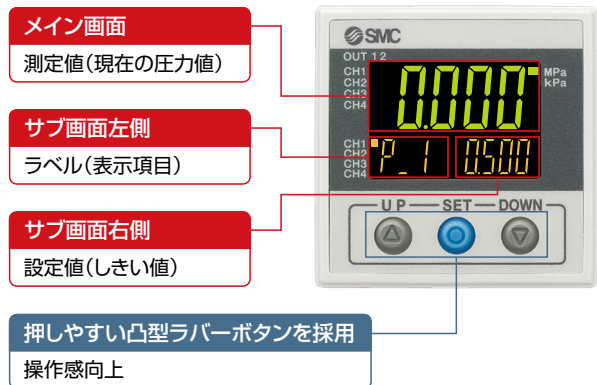 メイン画面
測定値(現在の圧力値)
サブ画面左側
ラベル(表示項目)
サブ画面右側
設定値(しきい値)
押しやすい凸型ラバーボタンを採用
操作感向上
SMC
OUT 1 2
CH1
CH2
CH3
CH4
0.000
MPa
kPa
CH1
CH2
CH3
CH4
P_1
0.500
UP SET DOWN